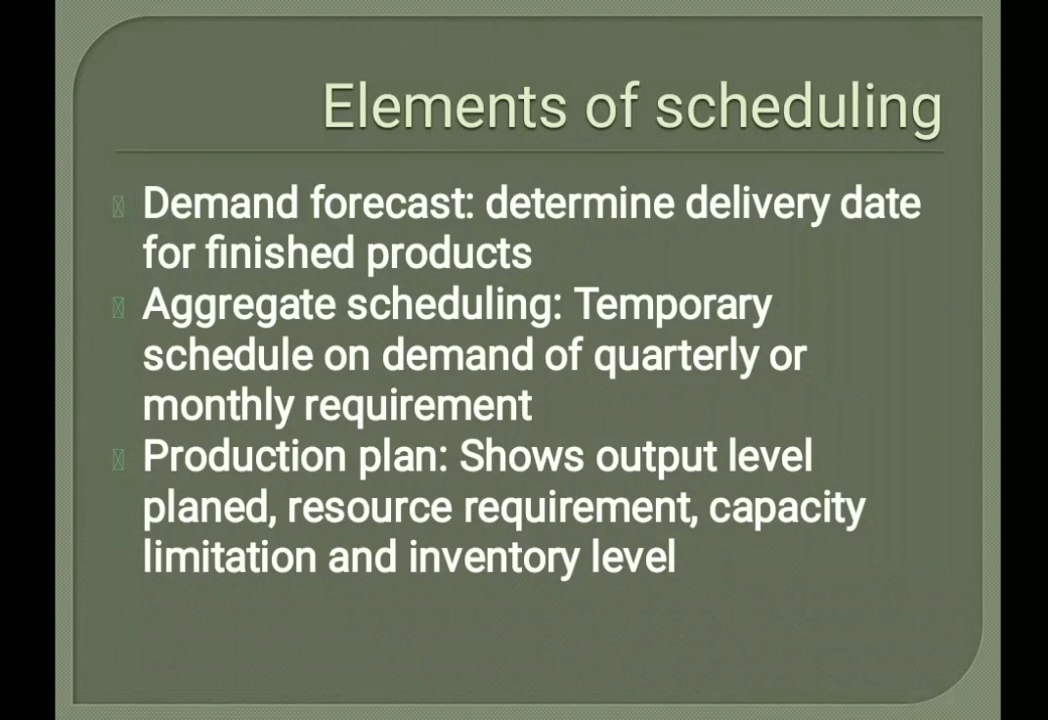 Elements of scheduling
Demand forecast: determine delivery date
for finished products
Aggregate scheduling: Temporary
schedule on demand of quarterly or
monthly requirement
Production plan: Shows output level
planed, resource requirement, capacity
limitation and inventory level